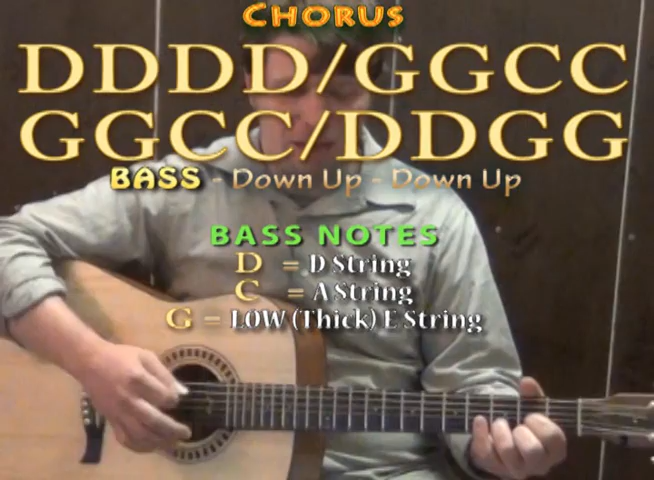 CHORUS
DDDD/GGCC
GGCC/DDGG
BASS - Down Up - Down Up
BASS NOTES
D = D String
C = A String
G = LOW (Thick) E String